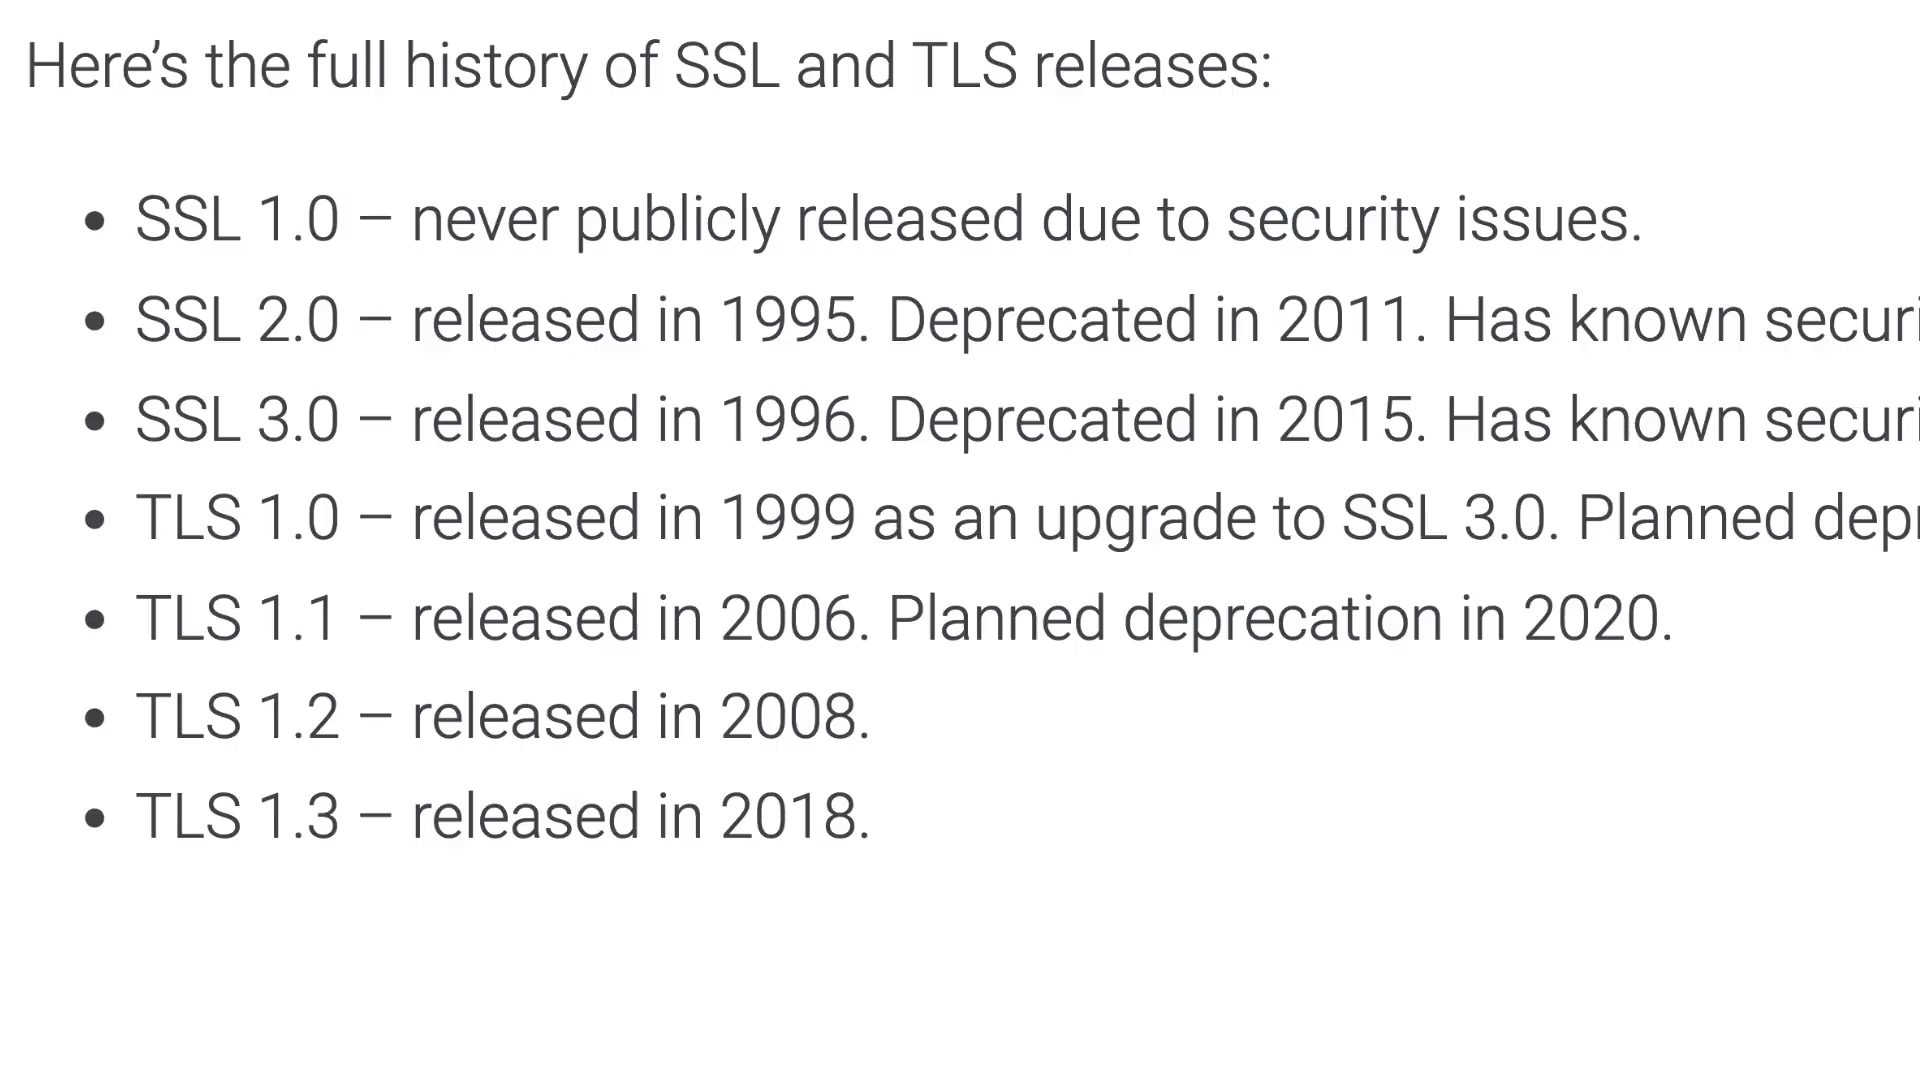 Here’s the full history of SSL and TLS releases:
• SSL 1.0 – never publicly released due to security issues.
• SSL 2.0 – released in 1995. Deprecated in 2011. Has known
• SSL 3.0 – released in 1996. Deprecated in 2015. Has known
• TLS 1.0 – released in 1999 as an upgrade to SSL 3.0. Planned
• TLS 1.1 – released in 2006. Planned deprecation in 2020.
• TLS 1.2 – released in 2008.
• TLS 1.3 – released in 2018.